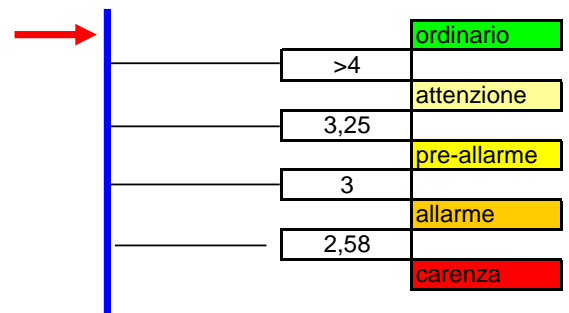 ordinario
>4
attenzione
3,25
pre-allarme
3
allarme
2,58
carenza